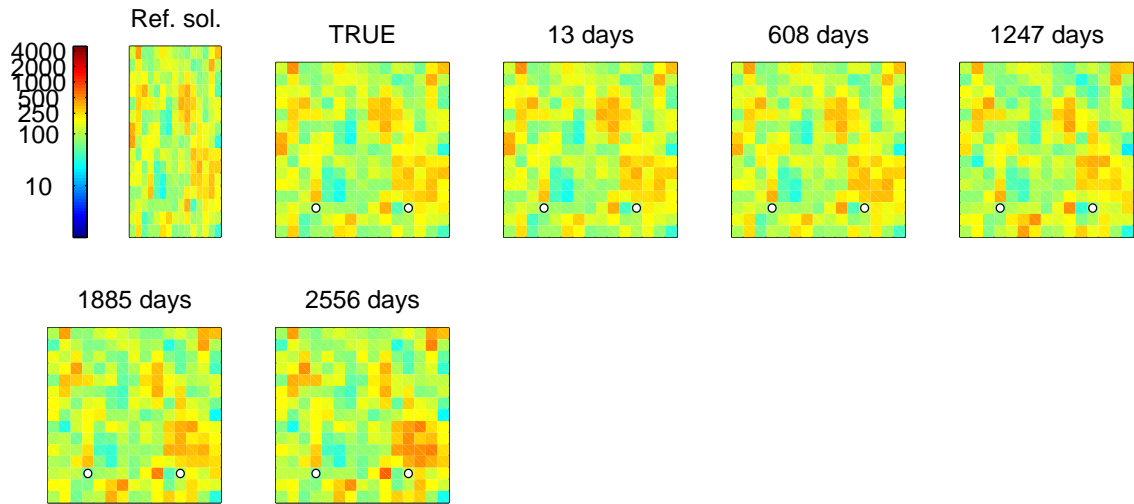 Ref. sol.
TRUE
13 days
608 days
1247 days
4000
2000
1000
500
250
100
10
1885 days
2556 days